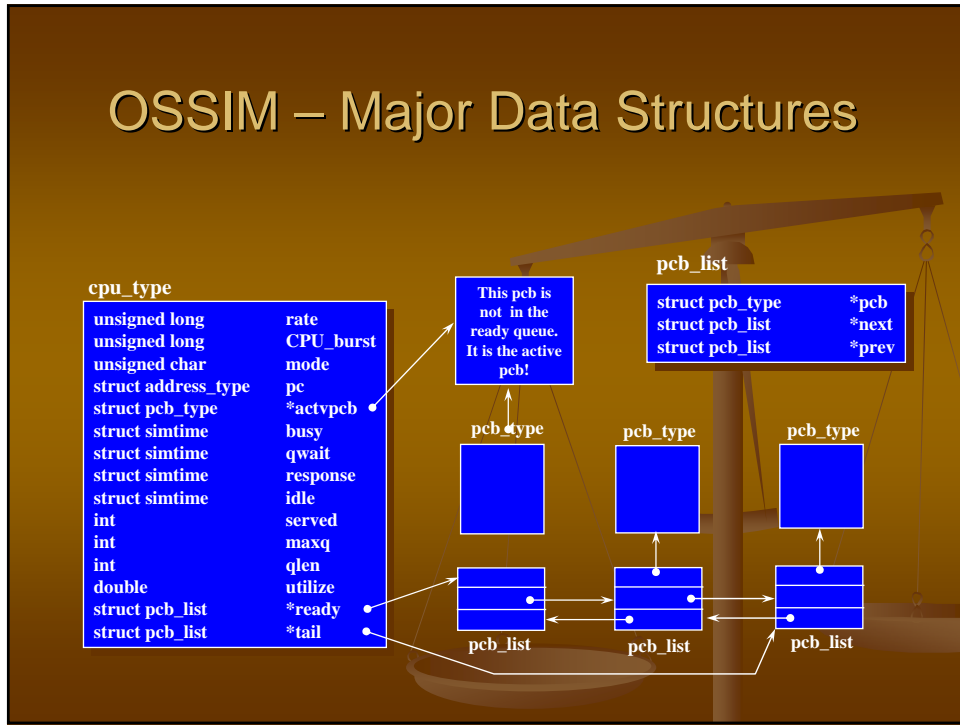 OSSIM – Major Data Structures
cpu_type
unsigned long rate
unsigned long CPU_burst
unsigned char mode
struct address_type pc
struct pcb_type *actvpcb
struct simtime busy
struct simtime qwait
struct simtime response
struct simtime idle
int served
int maxq
int qlen
double utilize
struct pcb_list *ready
struct pcb_list *tail
This pcb is
not in the
ready queue.
It is the active
pcb!
pcb_list
struct pcb_type *pcb
struct pcb_list *next
struct pcb_list *prev
pcb_type
pcb_type
pcb_type
pcb_list
pcb_list
pcb_list